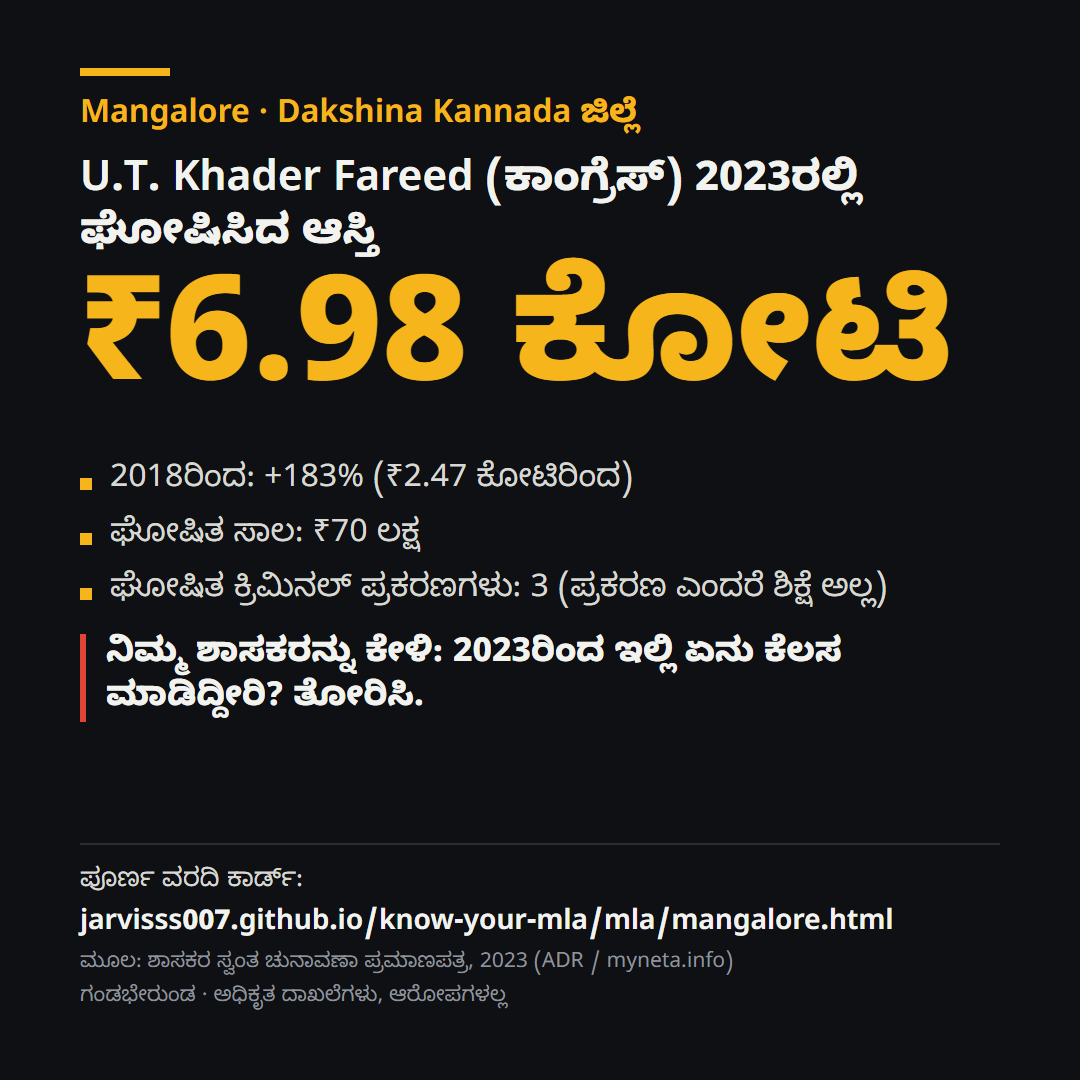 Mangalore · Dakshina Kannada ಜಿಲ್ಲೆ
U.T. Khader Fareed (ಕಾಂಗ್ರೆಸ್) 2023ರಲ್ಲಿ
ಘೋಷಿಸಿದ ಆಸ್ತಿ
₹6.98 ಕೋಟಿ
2018ರಿಂದ: +183% (₹2.47 ಕೋಟಿರಿಂದ)
ಘೋಷಿತ ಸಾಲ: ₹70 ಲಕ್ಷ
ಘೋಷಿತ ಕ್ರಿಮಿನಲ್ ಪ್ರಕರಣಗಳು: 3 (ಪ್ರಕರಣ ಎಂದರೆ ಶಿಕ್ಷೆ ಅಲ್ಲ)
ನಿಮ್ಮ ಶಾಸಕರನ್ನು ಕೇಳಿ: 2023ರಿಂದ ಇಲ್ಲಿ ಏನು ಕೆಲಸ
ಮಾಡಿದ್ದೀರಿ? ತೋರಿಸಿ.
ಪೂರ್ಣ ವರದಿ ಕಾರ್ಡ್:
jarvisss007.github.io/know-your-mla/mla/mangalore.html
ಮೂಲ: ಶಾಸಕರ ಸ್ವಂತ ಚುನಾವಣಾ ಪ್ರಮಾಣಪತ್ರ, 2023 (ADR / myneta.info)
ಗಂಡಭೇರುಂಡ · ಅಧಿಕೃತ ದಾಖಲೆಗಳು, ಆರೋಪಗಳಲ್ಲ